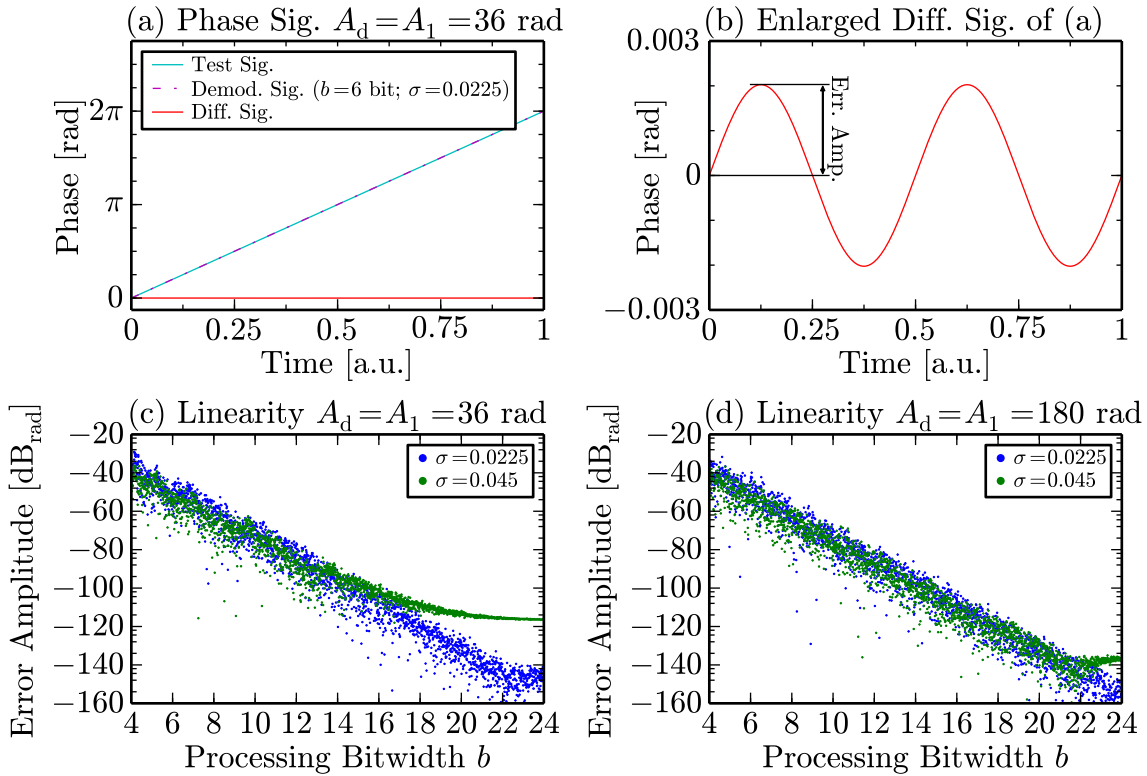 (a) Phase Sig. A_d=A_1=36 rad
Test Sig.
Demod. Sig. (b=6 bit; σ=0.0225)
Diff. Sig.
2π
π
0
Phase [rad]
0 0.25 0.5 0.75 1
Time [a.u.]
(b) Enlarged Diff. Sig. of (a)
0.003
0
−0.003
Phase [rad]
Err. Amp.
0 0.25 0.5 0.75 1
Time [a.u.]
(c) Linearity A_d=A_1=36 rad
σ=0.0225
σ=0.045
−20
−40
−60
−80
−100
−120
−140
−160
Error Amplitude [dB_rad]
4 6 8 10 12 14 16 18 20 22 24
Processing Bitwidth b
(d) Linearity A_d=A_1=180 rad
σ=0.0225
σ=0.045
−20
−40
−60
−80
−100
−120
−140
−160
Error Amplitude [dB_rad]
4 6 8 10 12 14 16 18 20 22 24
Processing Bitwidth b